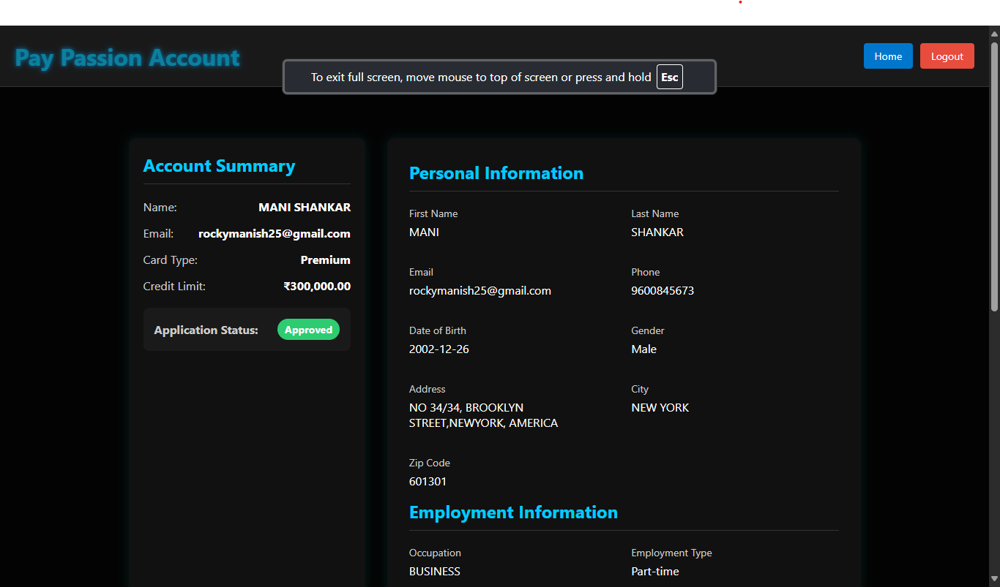 Pay Passion Account
Home
Logout
To exit full screen, move mouse to top of screen or press and hold Esc
Account Summary
Name: MANI SHANKAR
Email: rockymanish25@gmail.com
Card Type: Premium
Credit Limit: ₹300,000.00
Application Status: Approved
Personal Information
First Name
MANI
Last Name
SHANKAR
Email
rockymanish25@gmail.com
Phone
9600845673
Date of Birth
2002-12-26
Gender
Male
Address
NO 34/34, BROOKLYN
STREET,NEWYORK, AMERICA
City
NEW YORK
Zip Code
601301
Employment Information
Occupation
BUSINESS
Employment Type
Part-time